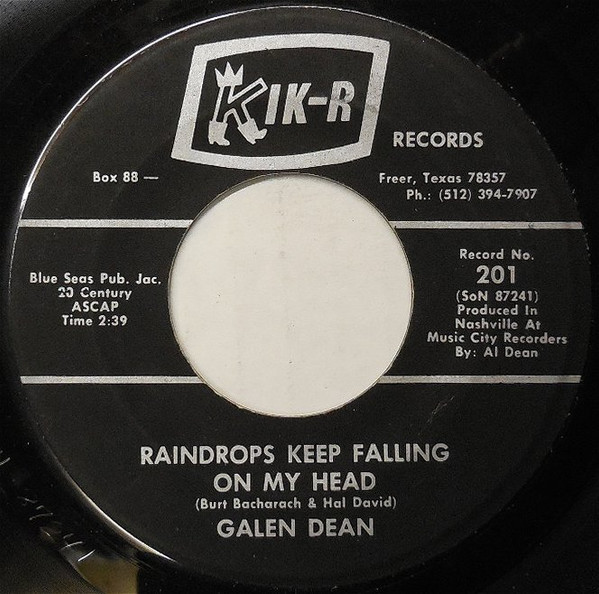 KIK-R
RECORDS
Box 88 —
Freer, Texas 78357
Ph.: (512) 394-7907
Blue Seas Pub. Jac.
20 Century
ASCAP
Time 2:39
Record No.
201
(SoN 87241)
Produced In
Nashville At
Music City Recorders
By: Al Dean
RAINDROPS KEEP FALLING
ON MY HEAD
(Burt Bacharach & Hal David)
GALEN DEAN